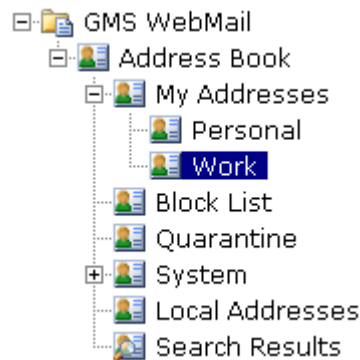 GMS WebMail
Address Book
My Addresses
Personal
Work
Block List
Quarantine
System
Local Addresses
Search Results